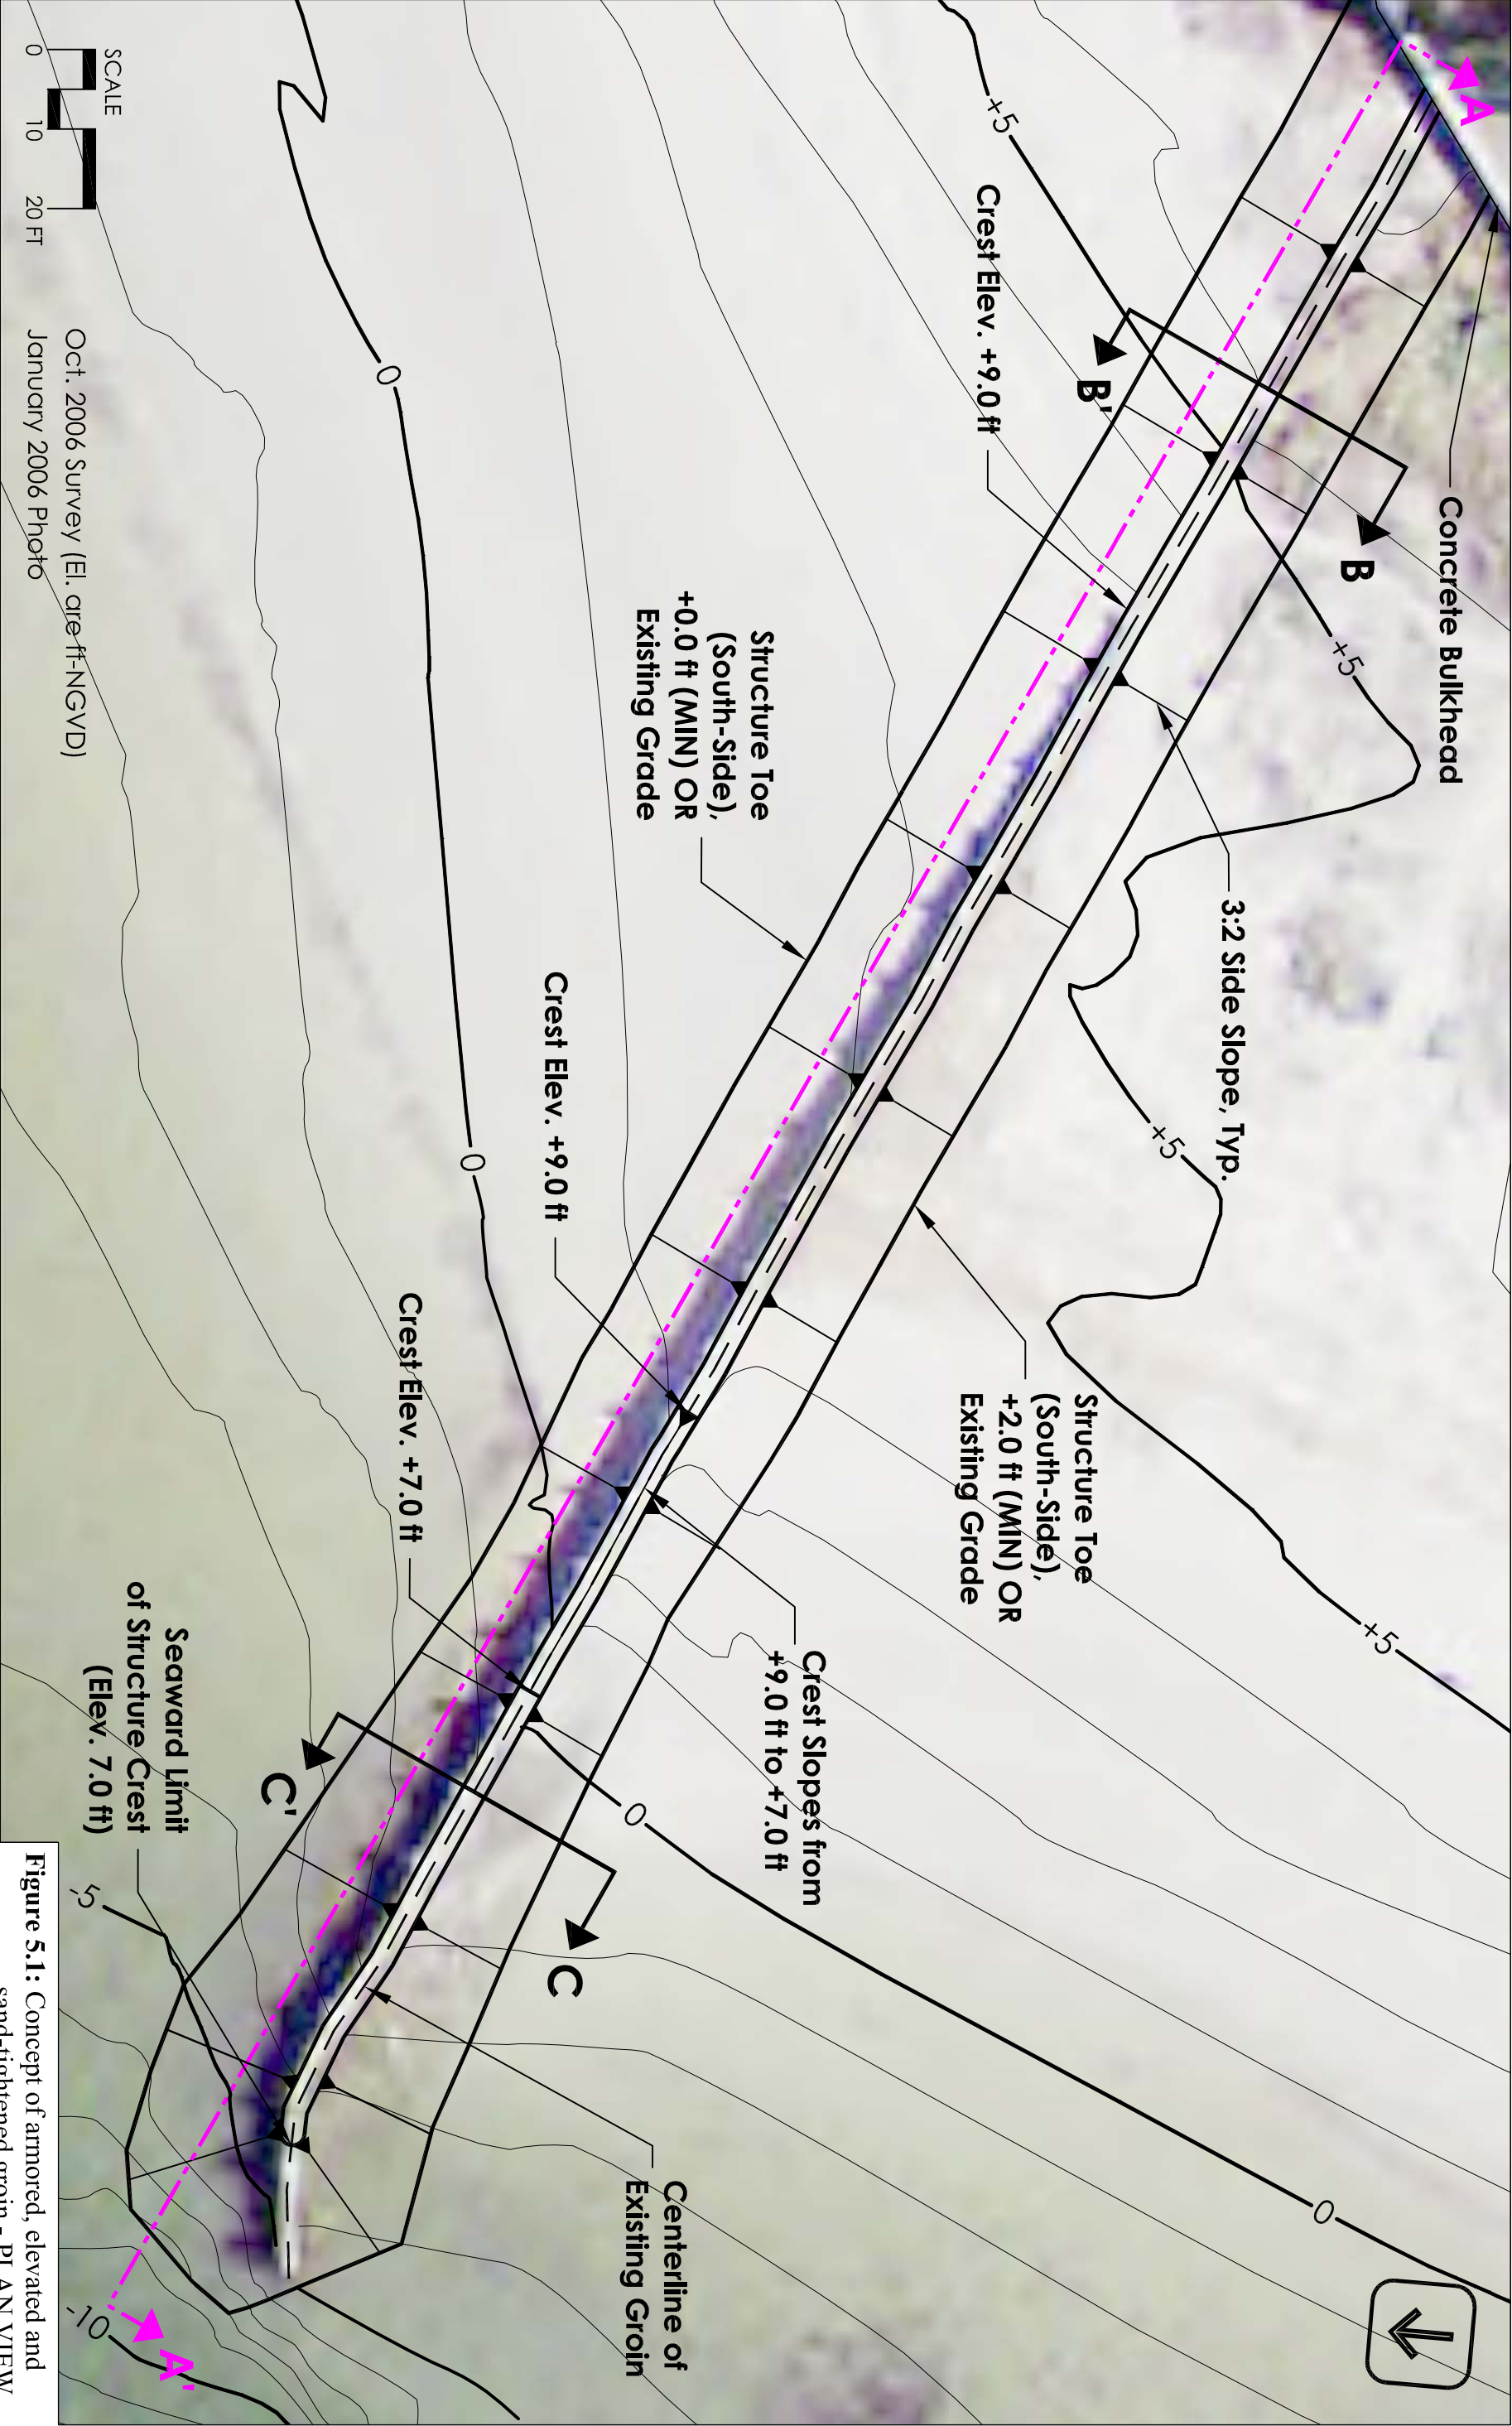 A
Concrete Bulkhead
+5
Crest Elev. +9.0 ft
B'
B
+5
3:2 Side Slope, Typ.
Structure Toe
(South-Side),
+0.0 ft (MIN) OR
Existing Grade
0
+5
Structure Toe
(South-Side),
+2.0 ft (MIN) OR
Existing Grade
Crest Elev. +9.0 ft
0
+5
Crest Elev. +7.0 ft
Crest Slopes from
+9.0 ft to +7.0 ft
C'
C
0
0
Seaward Limit
of Structure Crest
(Elev. 7.0 ft)
-5
Centerline of
Existing Groin
-10
A'
SCALE
0 10 20 FT
Oct. 2006 Survey (El. are ft-NGVD)
January 2006 Photo
Figure 5.1: Concept of armored, elevated and
sand-tightened groin - PLAN VIEW